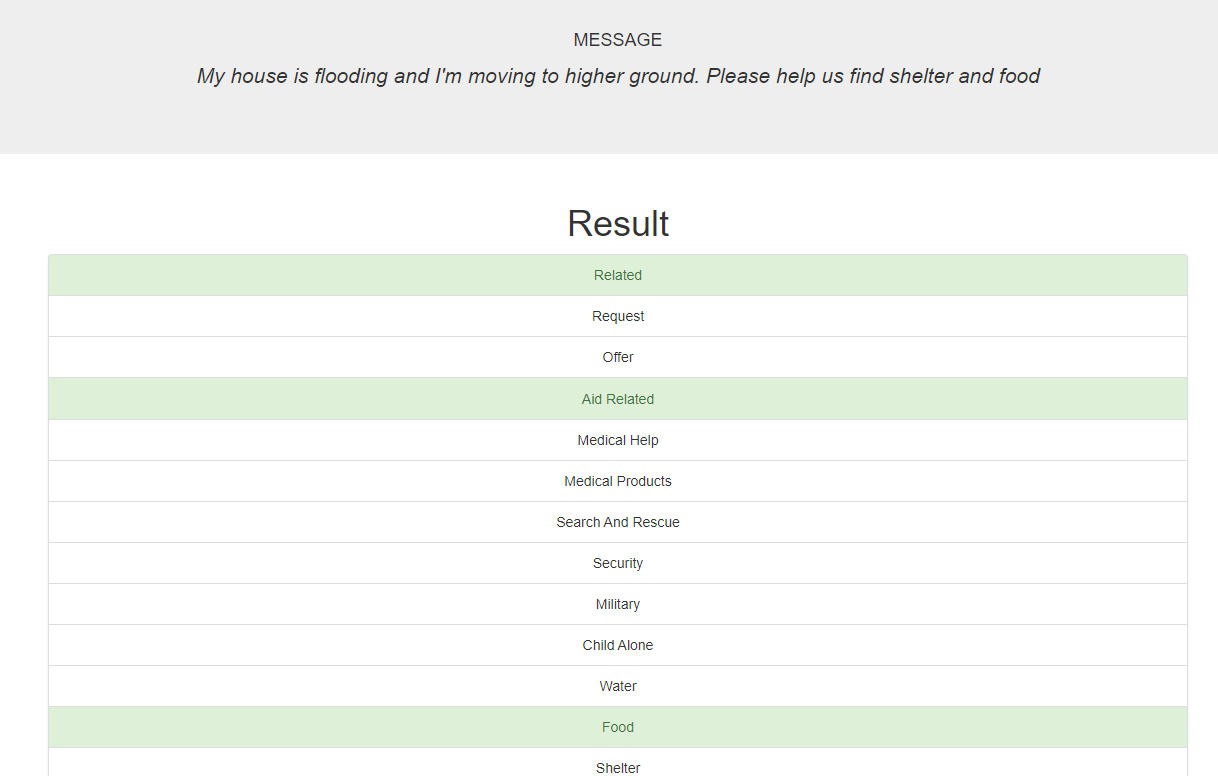 MESSAGE
My house is flooding and I'm moving to higher ground. Please help us find shelter and food
Result
Related
Request
Offer
Aid Related
Medical Help
Medical Products
Search And Rescue
Security
Military
Child Alone
Water
Food
Shelter